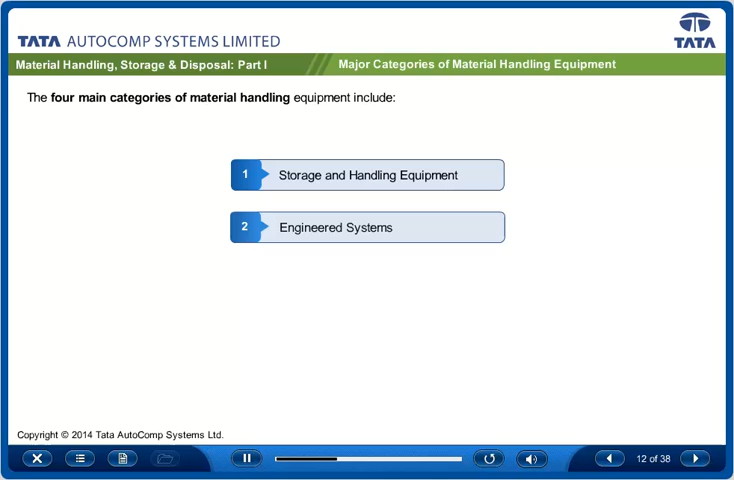 TATA AUTOCOMP SYSTEMS LIMITED
TATA
Material Handling, Storage & Disposal: Part I
Major Categories of Material Handling Equipment
The four main categories of material handling equipment include:
1 Storage and Handling Equipment
2 Engineered Systems
Copyright © 2014 Tata AutoComp Systems Ltd.
12 of 38